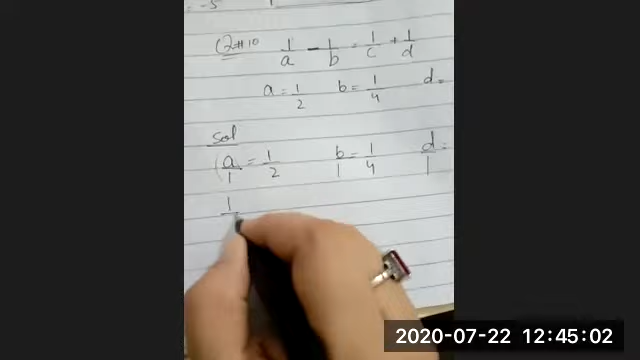 = -5
Q#10 1/a - 1/b = 1/c + 1/d
a = 1/2 b = 1/4 d =
Sol
a/1 = 1/2 b/1 = 1/4 d/1 =
1
2020-07-22 12:45:02